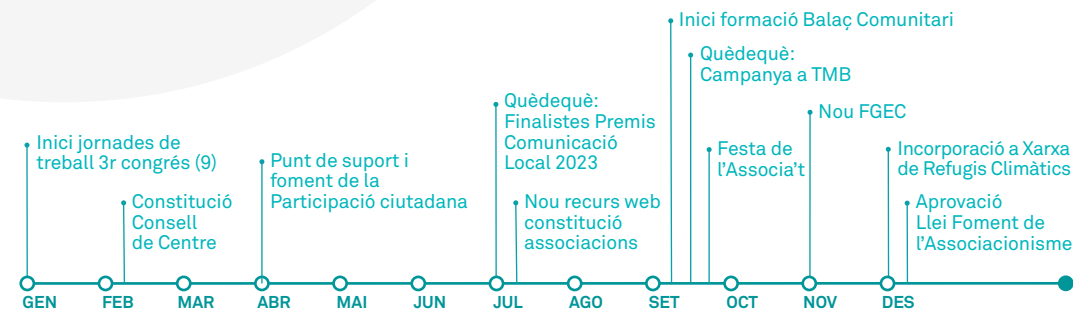 Inici formació Balaç Comunitari
Quèdequè:
Campanya a TMB
Quèdequè:
Finalistes Premis
Comunicació
Local 2023
Nou FGEC
Inici jornades de
treball 3r congrés (9)
Punt de suport i
foment de la
Participació ciutadana
Festa de
l'Associa't
Incorporació a Xarxa
de Refugis Climàtics
Constitució
Consell
de Centre
Nou recurs web
constitució
associacions
Aprovació
Llei Foment de
l'Associacionisme
GEN FEB MAR ABR MAI JUN JUL AGO SET OCT NOV DES